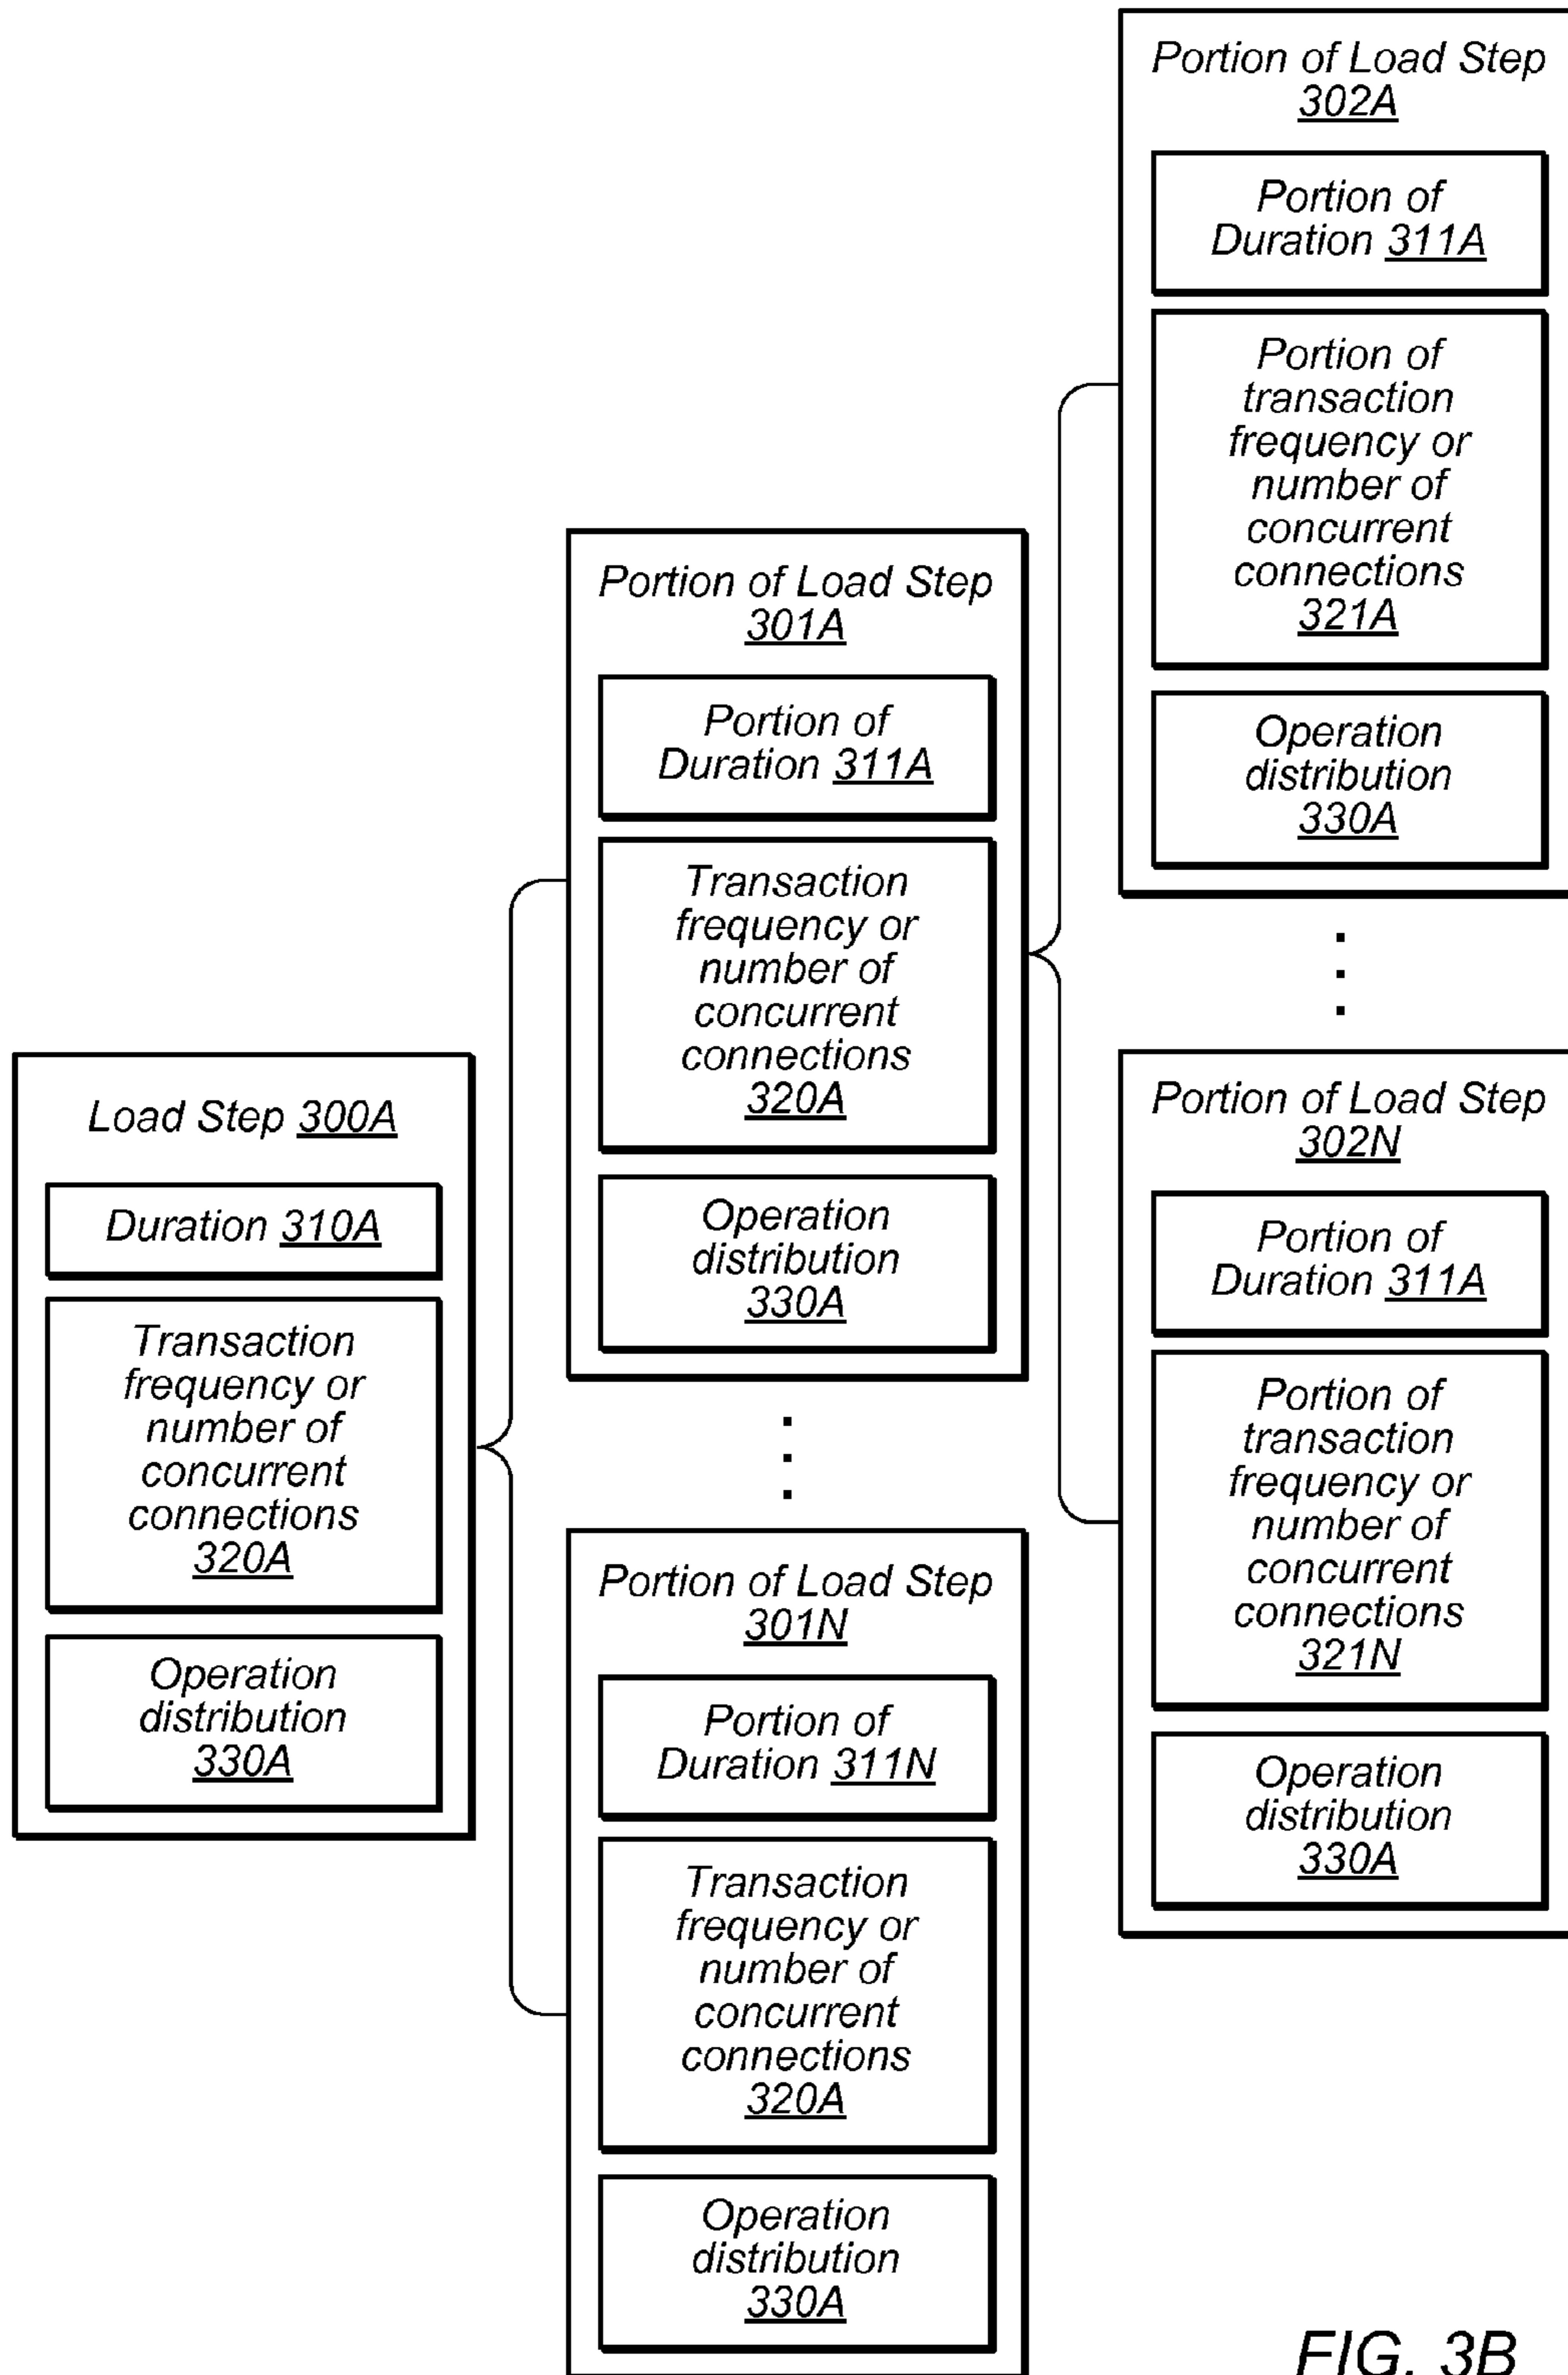 Load Step 300A
Duration 310A
Transaction
frequency or
number of
concurrent
connections
320A
Operation
distribution
330A
Portion of Load Step
301A
Portion of
Duration 311A
Transaction
frequency or
number of
concurrent
connections
320A
Operation
distribution
330A
Portion of Load Step
301N
Portion of
Duration 311N
Transaction
frequency or
number of
concurrent
connections
320A
Operation
distribution
330A
Portion of Load Step
302A
Portion of
Duration 311A
Portion of
transaction
frequency or
number of
concurrent
connections
321A
Operation
distribution
330A
Portion of Load Step
302N
Portion of
Duration 311A
Portion of
transaction
frequency or
number of
concurrent
connections
321N
Operation
distribution
330A
FIG. 3B